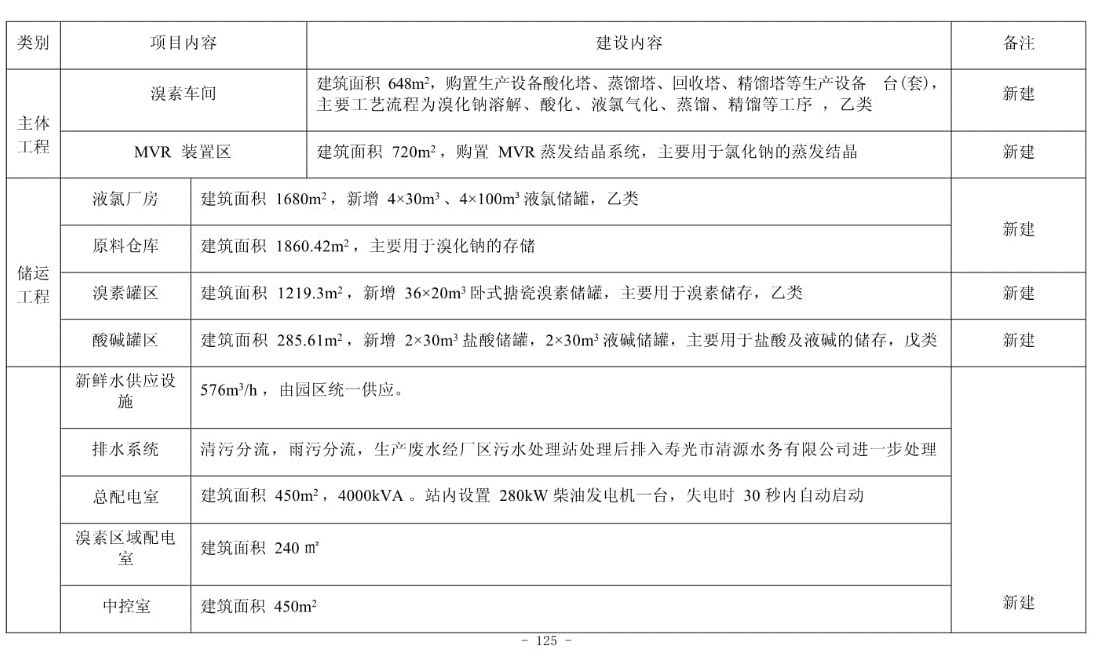 类别 项目内容 建设内容 备注
主体
工程
溴素车间
建筑面积 648m²，购置生产设备酸化塔、蒸馏塔、回收塔、精馏塔等生产设备 台(套)，
主要工艺流程为溴化钠溶解、酸化、液氯气化、蒸馏、精馏等工序 ，乙类
新建
MVR 装置区 建筑面积 720m²，购置 MVR 蒸发结晶系统，主要用于氯化钠的蒸发结晶 新建
储运
工程
液氯厂房 建筑面积 1680m²，新增 4×30m³、4×100m³液氯储罐，乙类
新建
原料仓库 建筑面积 1860.42m²，主要用于溴化钠的存储
溴素罐区 建筑面积 1219.3m²，新增 36×20m³卧式搪瓷溴素储罐，主要用于溴素储存，乙类 新建
酸碱罐区 建筑面积 285.61m²，新增 2×30m³盐酸储罐，2×30m³液碱储罐，主要用于盐酸及液碱的储存，戊类 新建
新鲜水供应设
施
576m³/h，由园区统一供应。
排水系统 清污分流，雨污分流，生产废水经厂区污水处理站处理后排入寿光市清源水务有限公司进一步处理
总配电室 建筑面积 450m²，4000kVA 。站内设置 280kW 柴油发电机一台，失电时 30 秒内自动启动
溴素区域配电
室
建筑面积 240 ㎡
中控室 建筑面积 450m² 新建
- 125 -